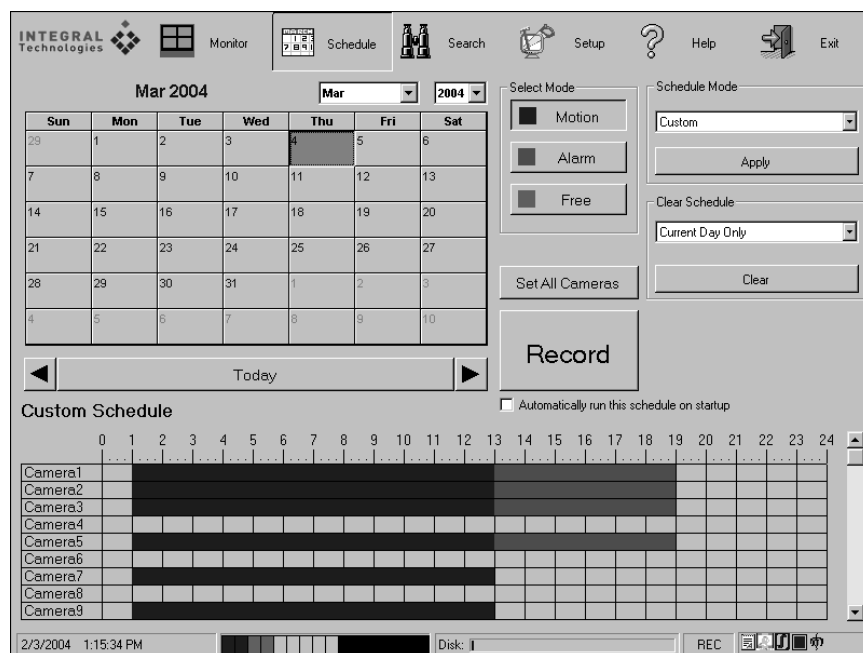 INTEGRAL
Technologies
Monitor
MARCH
Schedule
Search
Setup
Help
Exit
Mar 2004
Mar
2004
Sun Mon Tue Wed Thu Fri Sat
29 1 2 3 4 5 6
7 8 9 10 11 12 13
14 15 16 17 18 19 20
21 22 23 24 25 26 27
28 29 30 31 1 2 3
4 5 6 7 8 9 10
Today
Select Mode
Motion
Alarm
Free
Set All Cameras
Record
Automatically run this schedule on startup
Schedule Mode
Custom
Apply
Clear Schedule
Current Day Only
Clear
Custom Schedule
0 1 2 3 4 5 6 7 8 9 10 11 12 13 14 15 16 17 18 19 20 21 22 23 24
Camera1
Camera2
Camera3
Camera4
Camera5
Camera6
Camera7
Camera8
Camera9
2/3/2004 1:15:34 PM
Disk:
REC